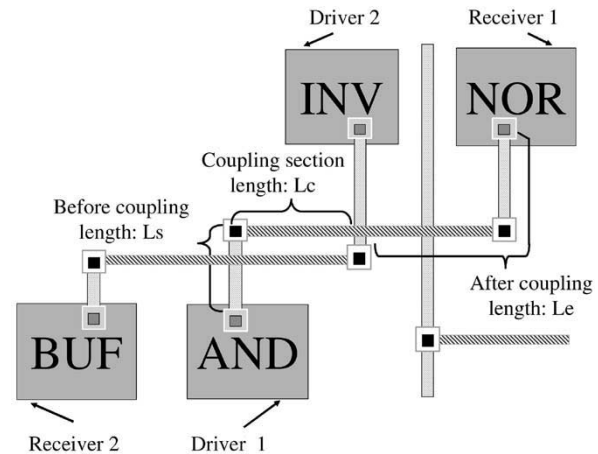 Driver 2
Receiver 1
INV
NOR
Coupling section
length: Lc
Before coupling
length: Ls
After coupling
length: Le
BUF
AND
Receiver 2
Driver 1